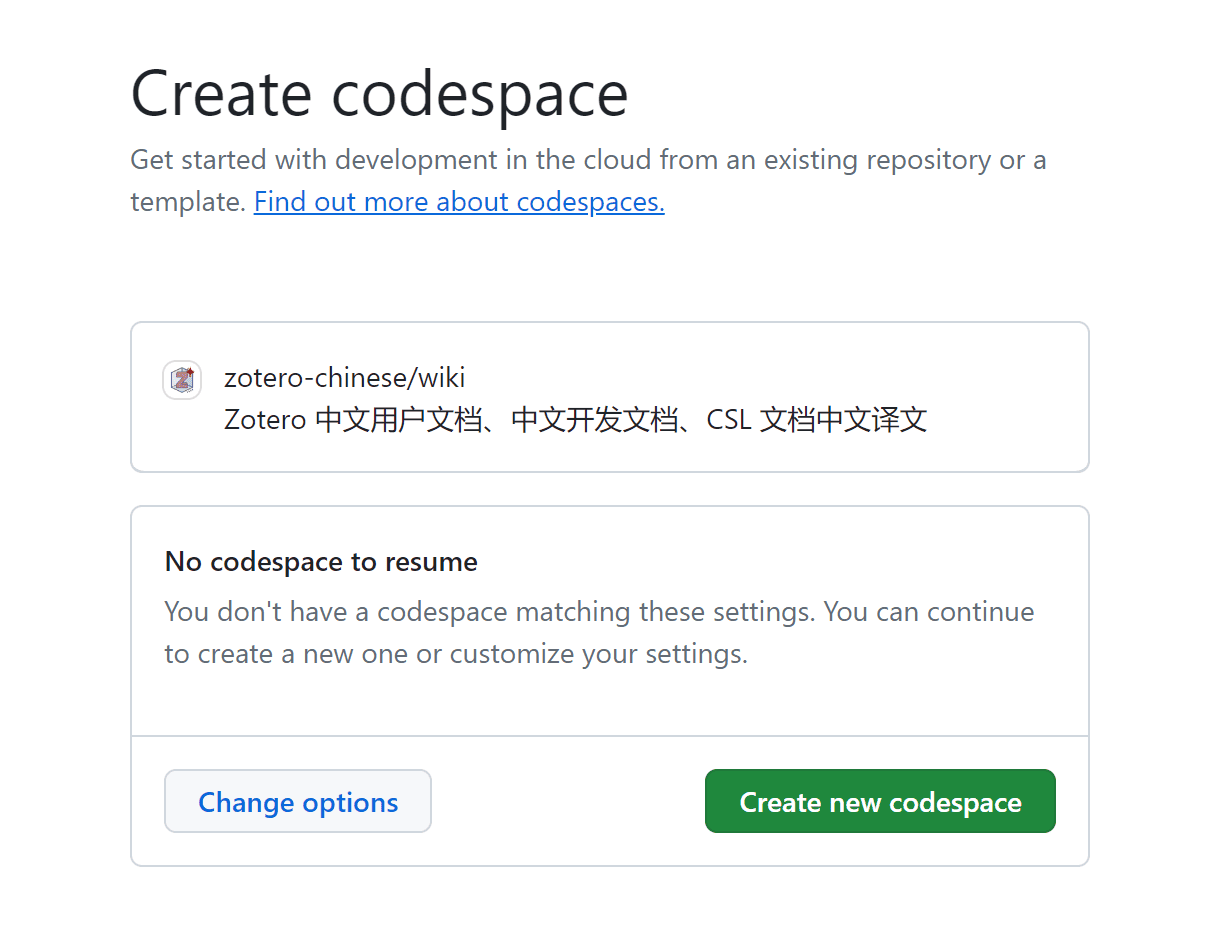 Create codespace
Get started with development in the cloud from an existing repository or a
template. Find out more about codespaces.
zotero-chinese/wiki
Zotero 中文用户文档、中文开发文档、CSL 文档中文译文
No codespace to resume
You don't have a codespace matching these settings. You can continue
to create a new one or customize your settings.
Change options
Create new codespace